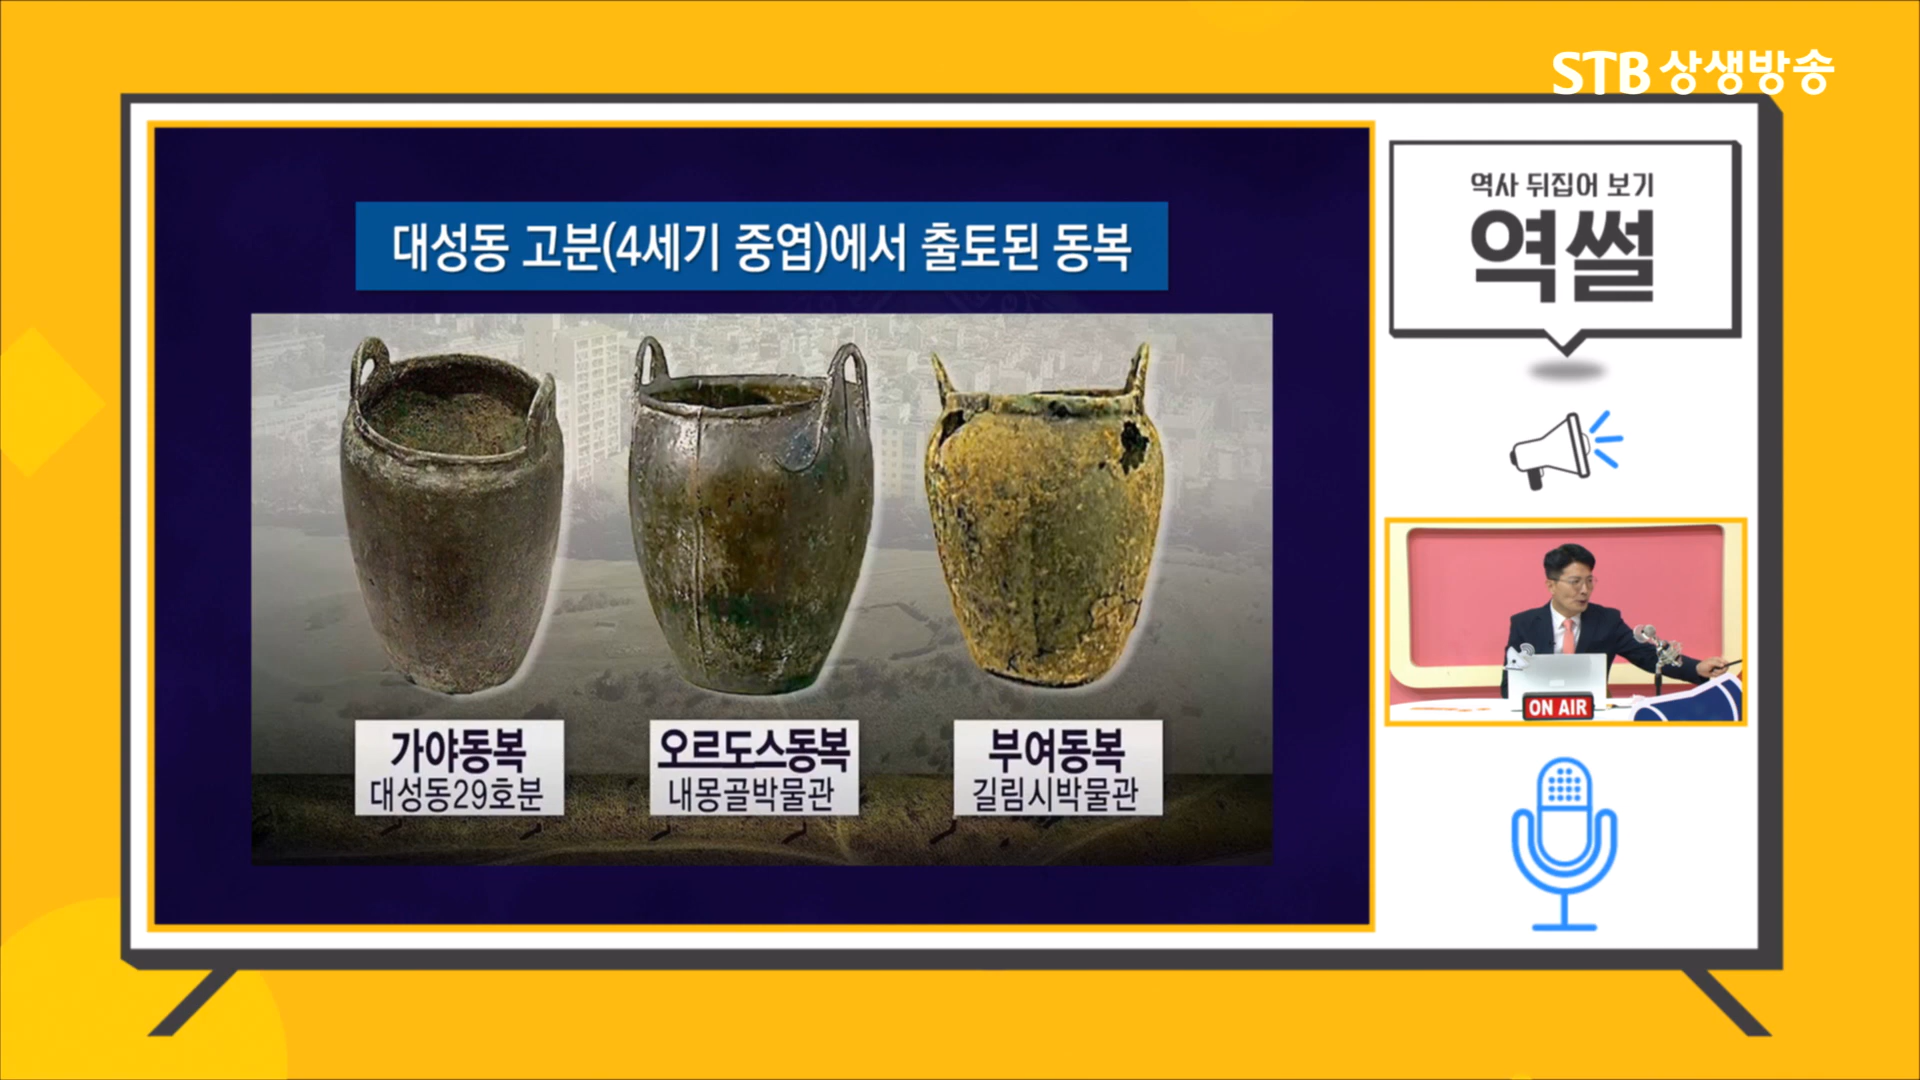 STB 상생방송
역사 뒤집어 보기
역썰
대성동 고분(4세기 중엽)에서 출토된 동복
가야동복
대성동29호분
오르도스동복
내몽골박물관
부여동복
길림시박물관
ON AIR